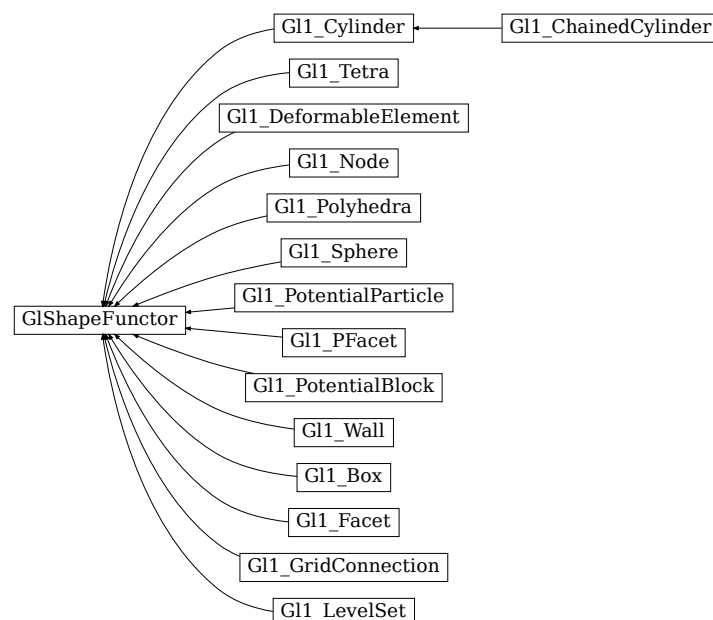 Gl1_Cylinder
Gl1_ChainedCylinder
Gl1_Tetra
Gl1_DeformableElement
Gl1_Node
Gl1_Polyhedra
Gl1_Sphere
Gl1_PotentialParticle
GlShapeFunctor
Gl1_PFacet
Gl1_PotentialBlock
Gl1_Wall
Gl1_Box
Gl1_Facet
Gl1_GridConnection
Gl1_LevelSet